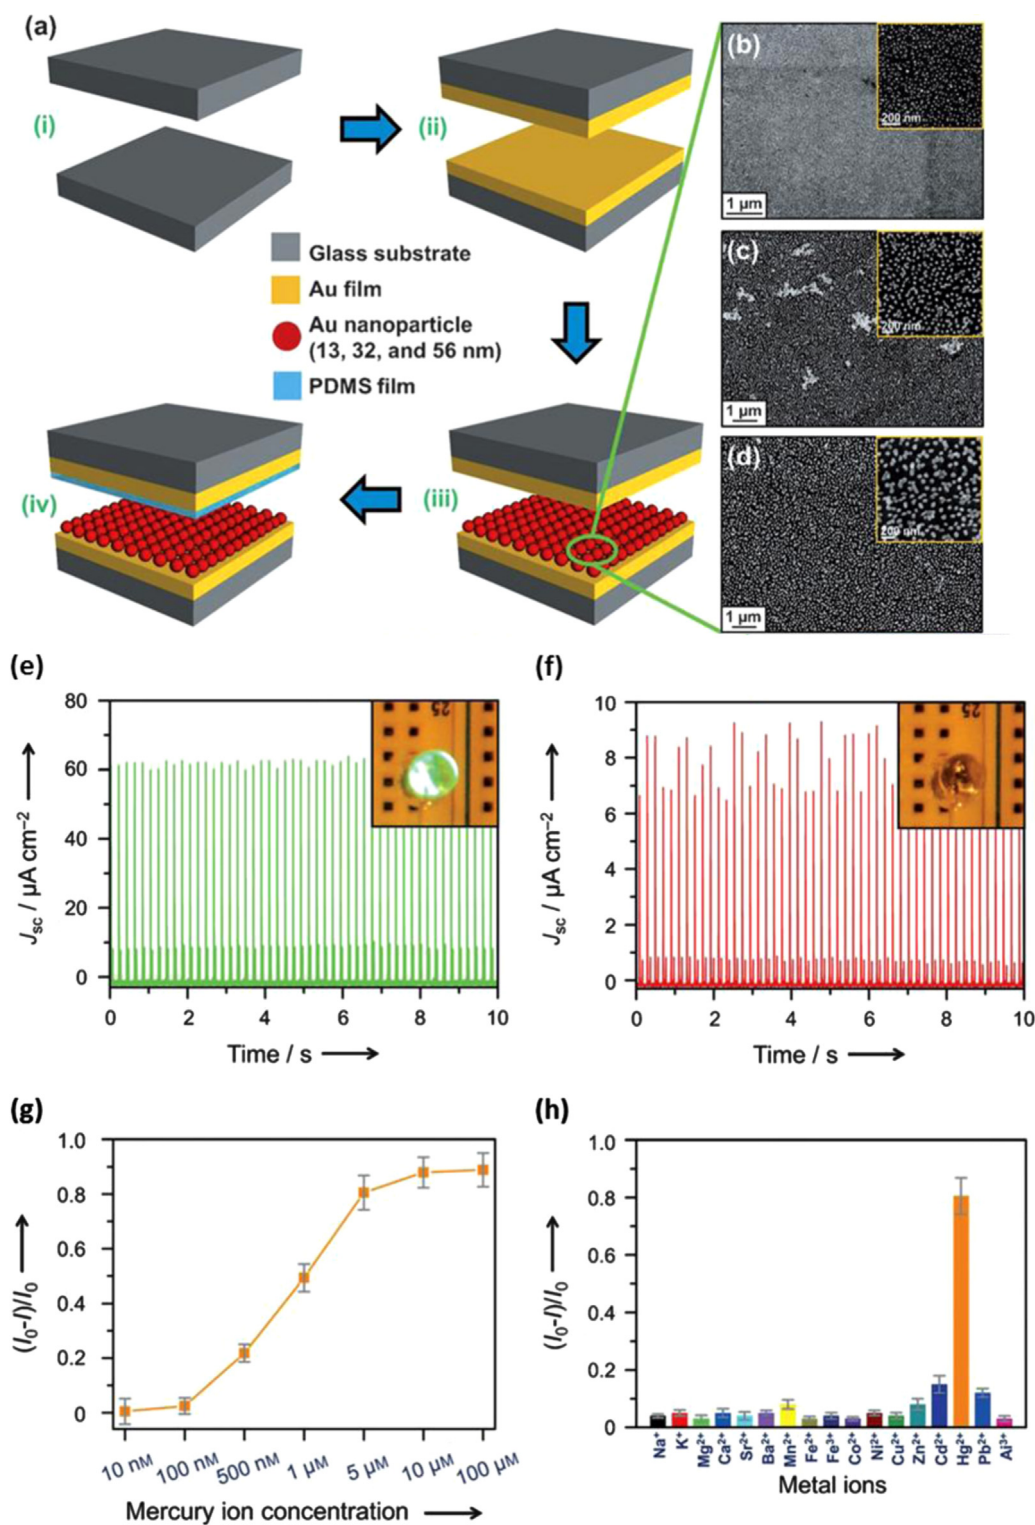 (a)
(i)
(ii)
Glass substrate
Au film
Au nanoparticle
(13, 32, and 56 nm)
PDMS film
(iv)
(iii)
(b)
200 nm
1 μm
(c)
200 nm
1 μm
(d)
200 nm
1 μm
(e)
80
60
40
20
0
Jsc / μA cm–2
25
0 2 4 6 8 10
Time / s
(f)
10
8
6
4
2
0
Jsc / μA cm–2
25
0 2 4 6 8 10
Time / s
(g)
1.0
0.8
0.6
0.4
0.2
0
(I0-I)/I0
10 nM 100 nM 500 nM 1 μM 5 μM 10 μM 100 μM
Mercury ion concentration
(h)
1.0
0.8
0.6
0.4
0.2
0
(I0-I)/I0
Na+ K+ Mg2+ Ca2+ Sr2+ Ba2+ Mn2+ Fe2+ Fe3+ Co2+ Ni2+ Cu2+ Zn2+ Cd2+ Hg2+ Pb2+ Al3+
Metal ions